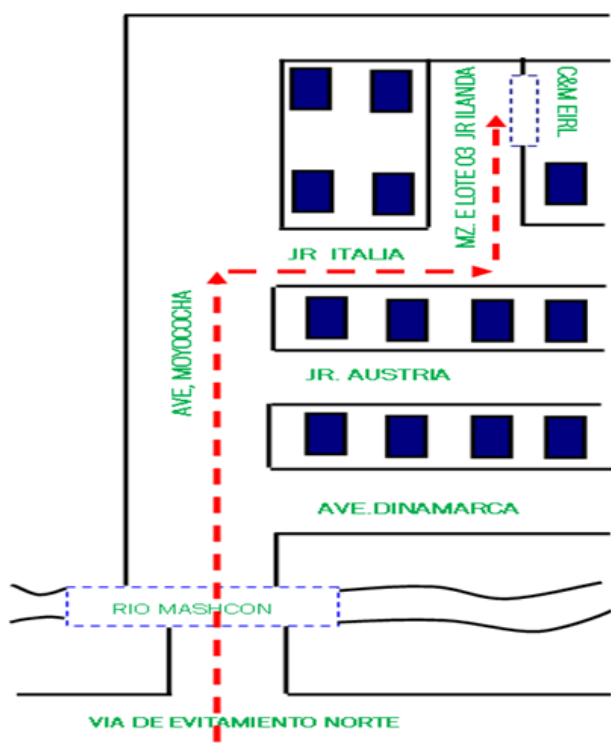 C&M EIRL
MZ. E LOTE 03 JR ILANDA
JR ITALIA
AVE, MOYOCOCHA
JR. AUSTRIA
AVE.DINAMARCA
RIO MASHCON
VIA DE EVITAMIENTO NORTE